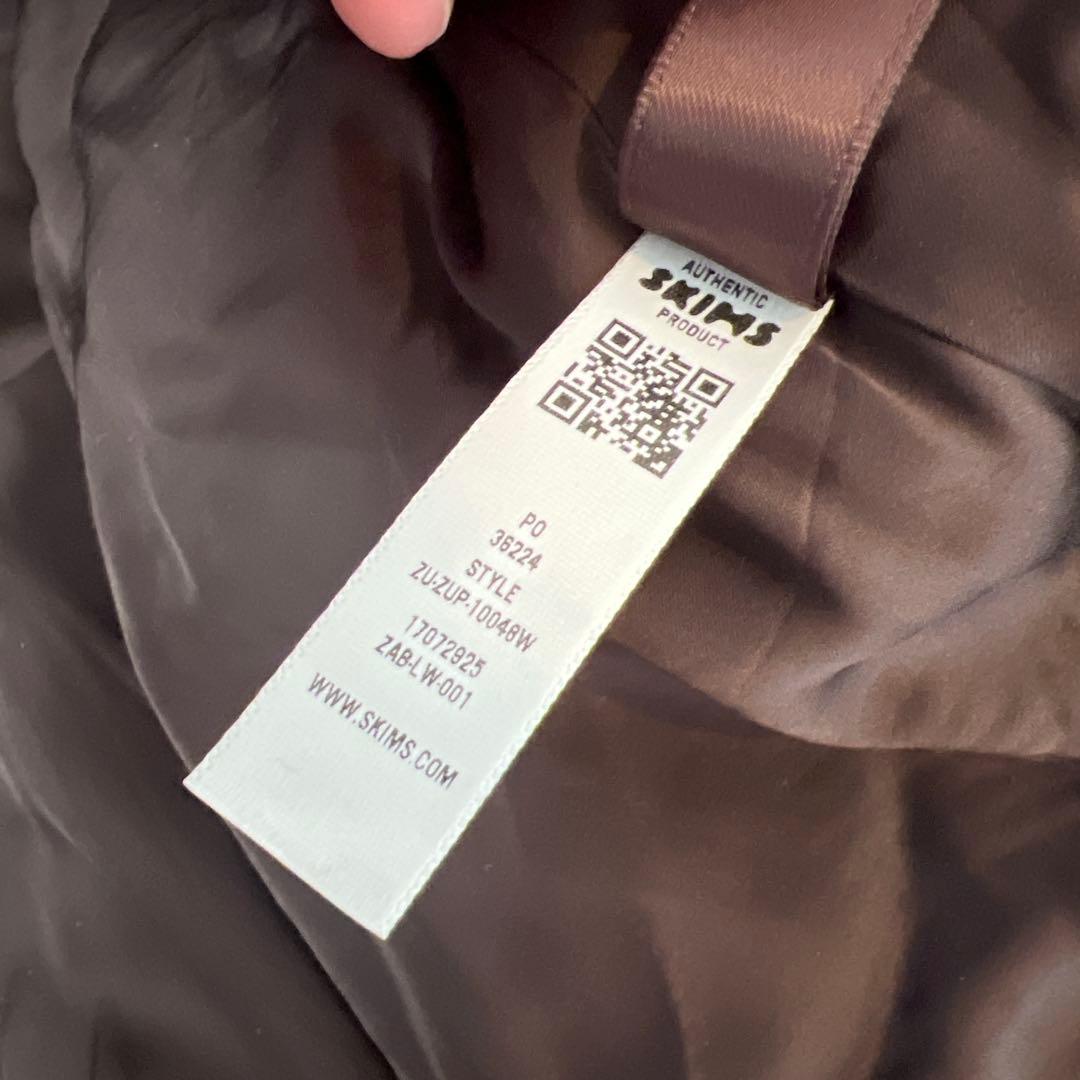 AUTHENTIC
SKIMS
PRODUCT
PO
36224
STYLE
ZU-ZUP-10048W
17072925
ZAB-LW-001
WWW.SKIMS.COM